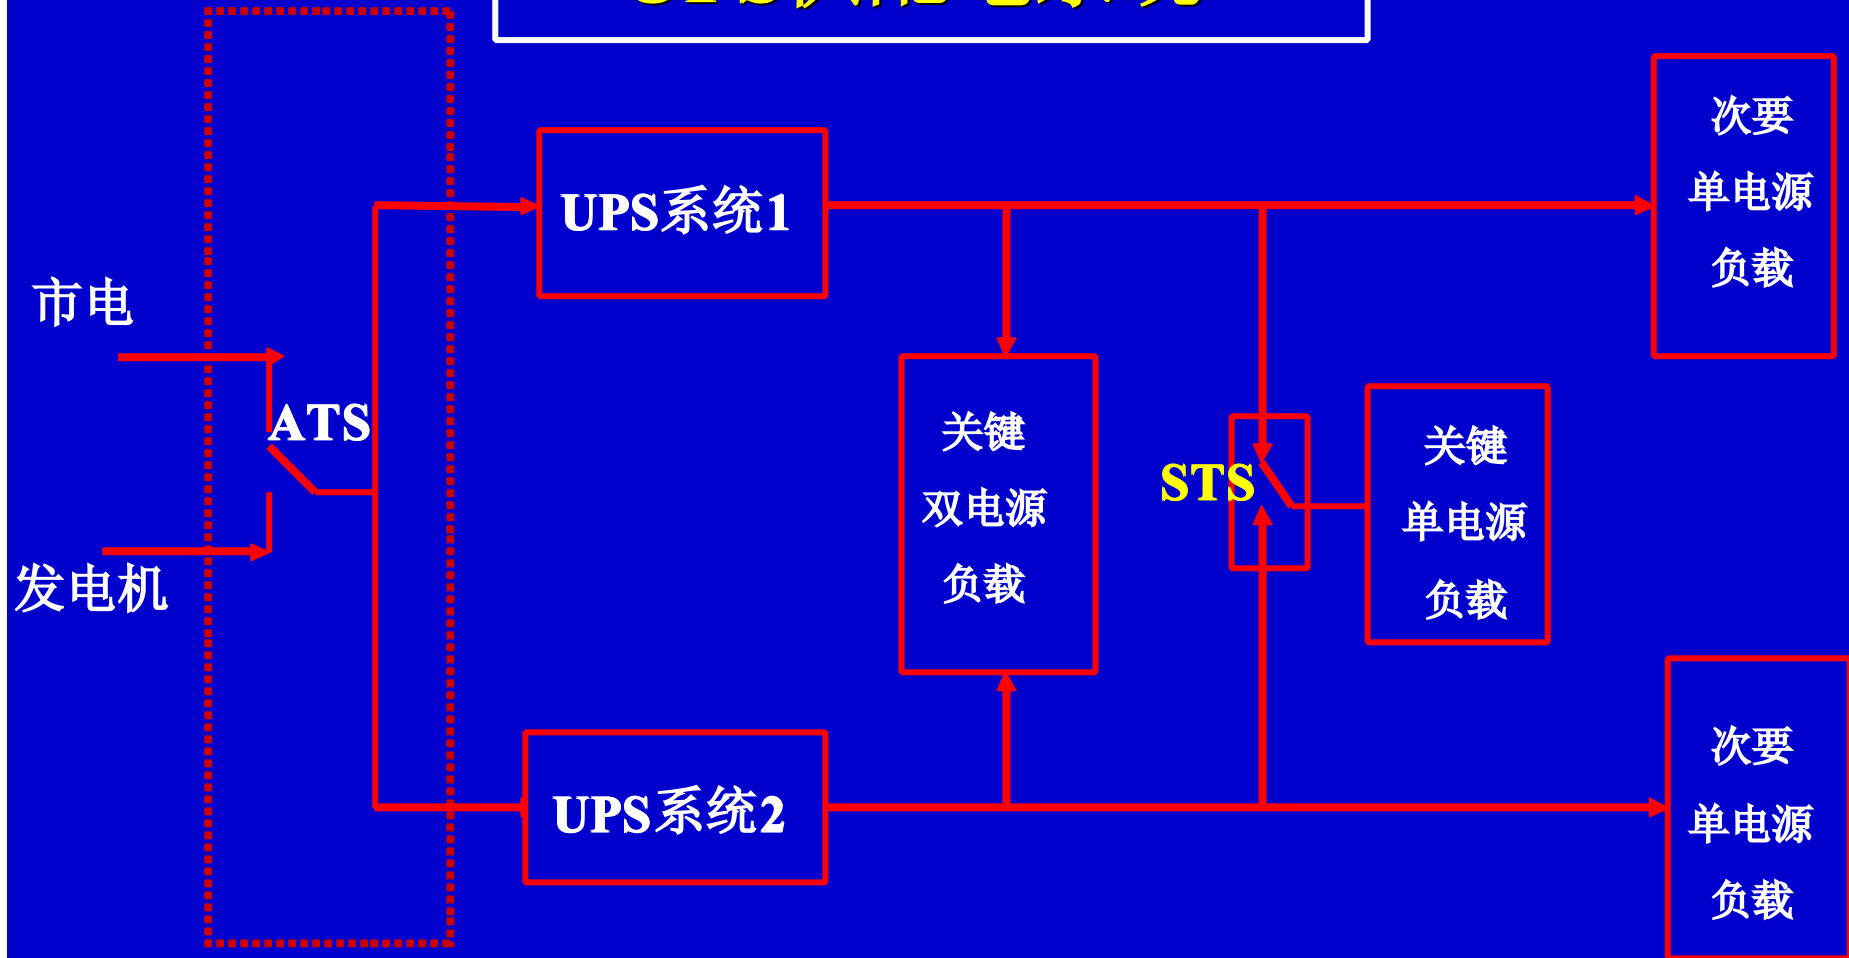 市电
ATS
发电机
UPS系统1
UPS系统2
关键
双电源
负载
STS
关键
单电源
负载
次要
单电源
负载
次要
单电源
负载